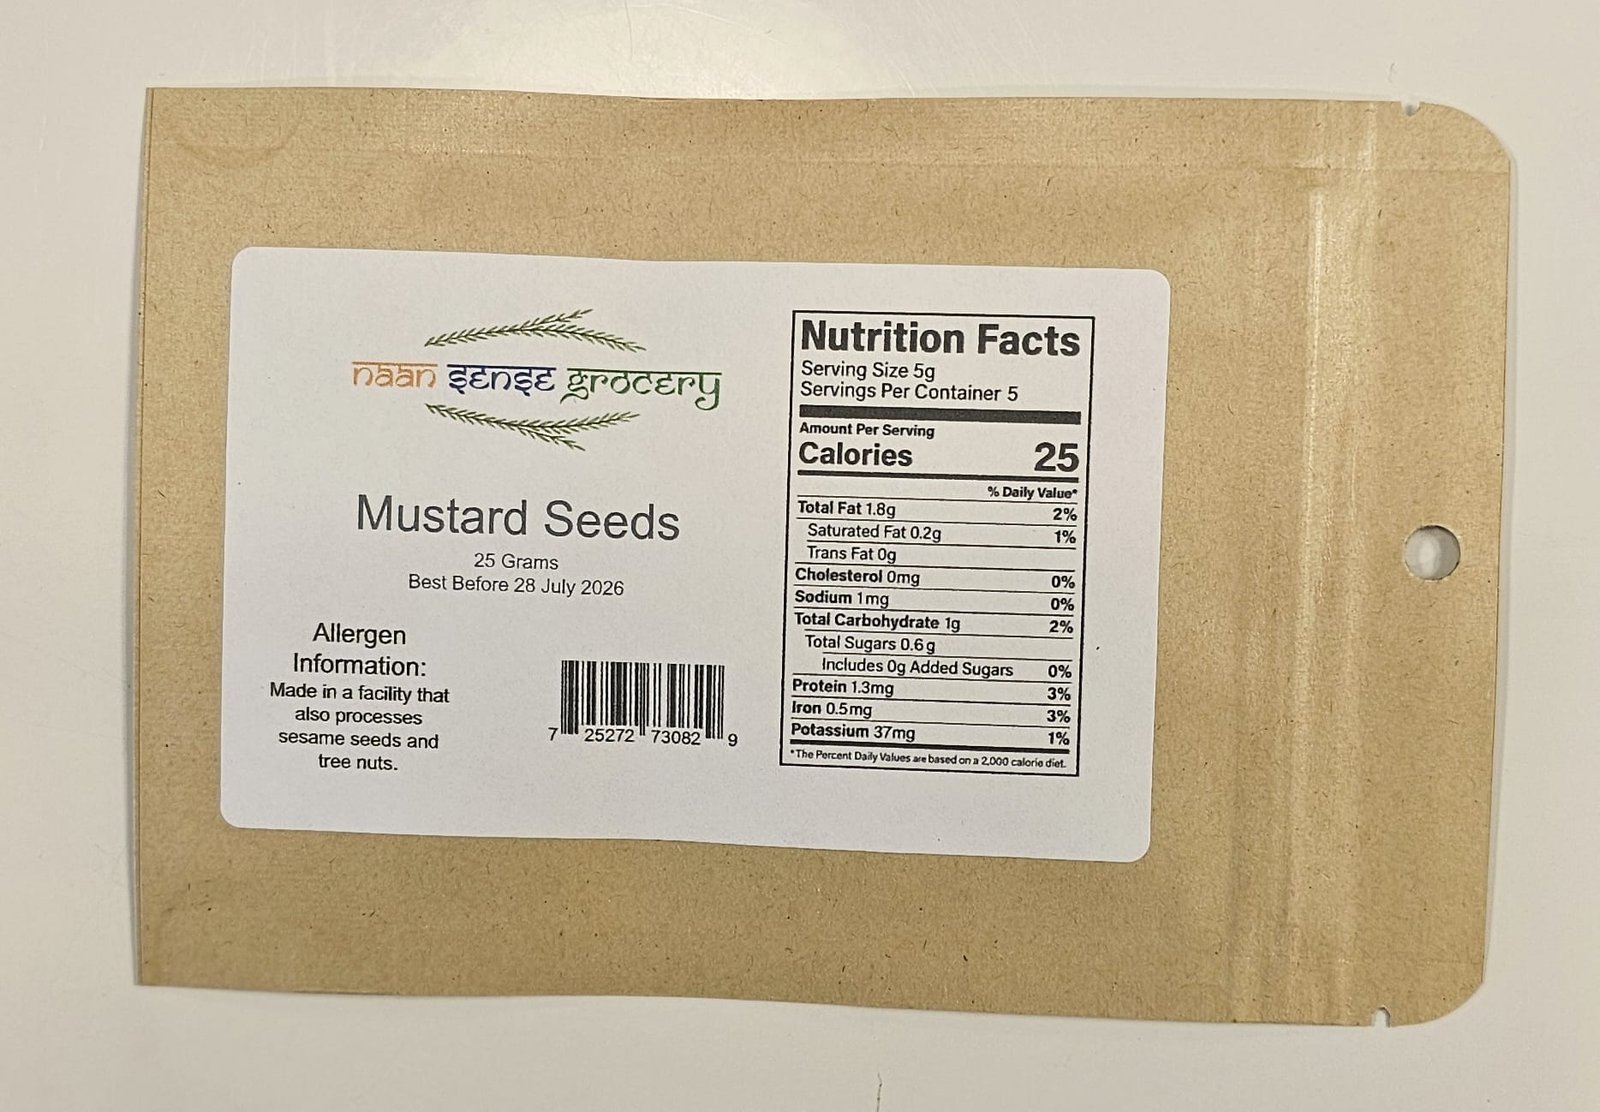 naan sense grocery
Mustard Seeds
25 Grams
Best Before 28 July 2026
Allergen
Information:
Made in a facility that
also processes
sesame seeds and
tree nuts.
7 25272 73082 9
Nutrition Facts
Serving Size 5g
Servings Per Container 5
Amount Per Serving
Calories 25
% Daily Value*
Total Fat 1.8g 2%
Saturated Fat 0.2g 1%
Trans Fat 0g
Cholesterol 0mg 0%
Sodium 1mg 0%
Total Carbohydrate 1g 2%
Total Sugars 0.6g
Includes 0g Added Sugars 0%
Protein 1.3mg 3%
Iron 0.5mg 3%
Potassium 37mg 1%
*The Percent Daily Values are based on a 2,000 calorie diet.